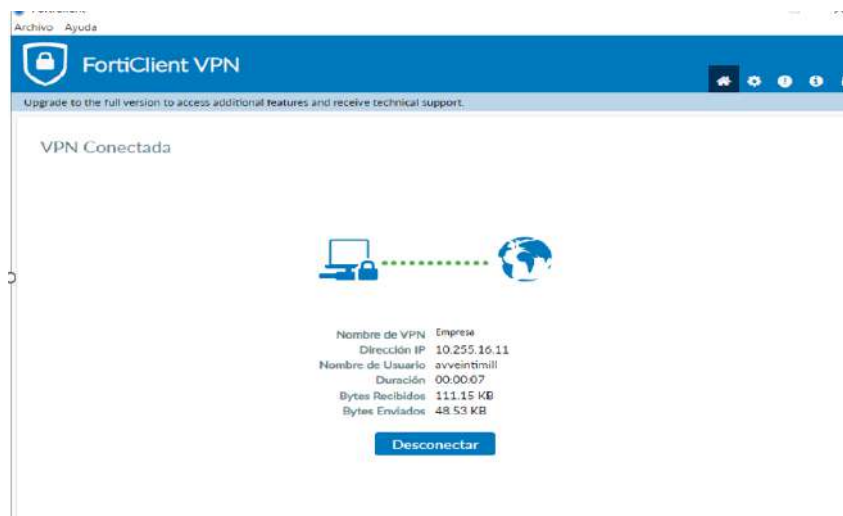 Archivo Ayuda
FortiClient VPN
Upgrade to the full version to access additional features and receive technical support.
VPN Conectada
Nombre de VPN Empresa
Dirección IP 10.255.16.11
Nombre de Usuario avveintimill
Duración 00:00:07
Bytes Recibidos 111.15 KB
Bytes Enviados 48.53 KB
Desconectar